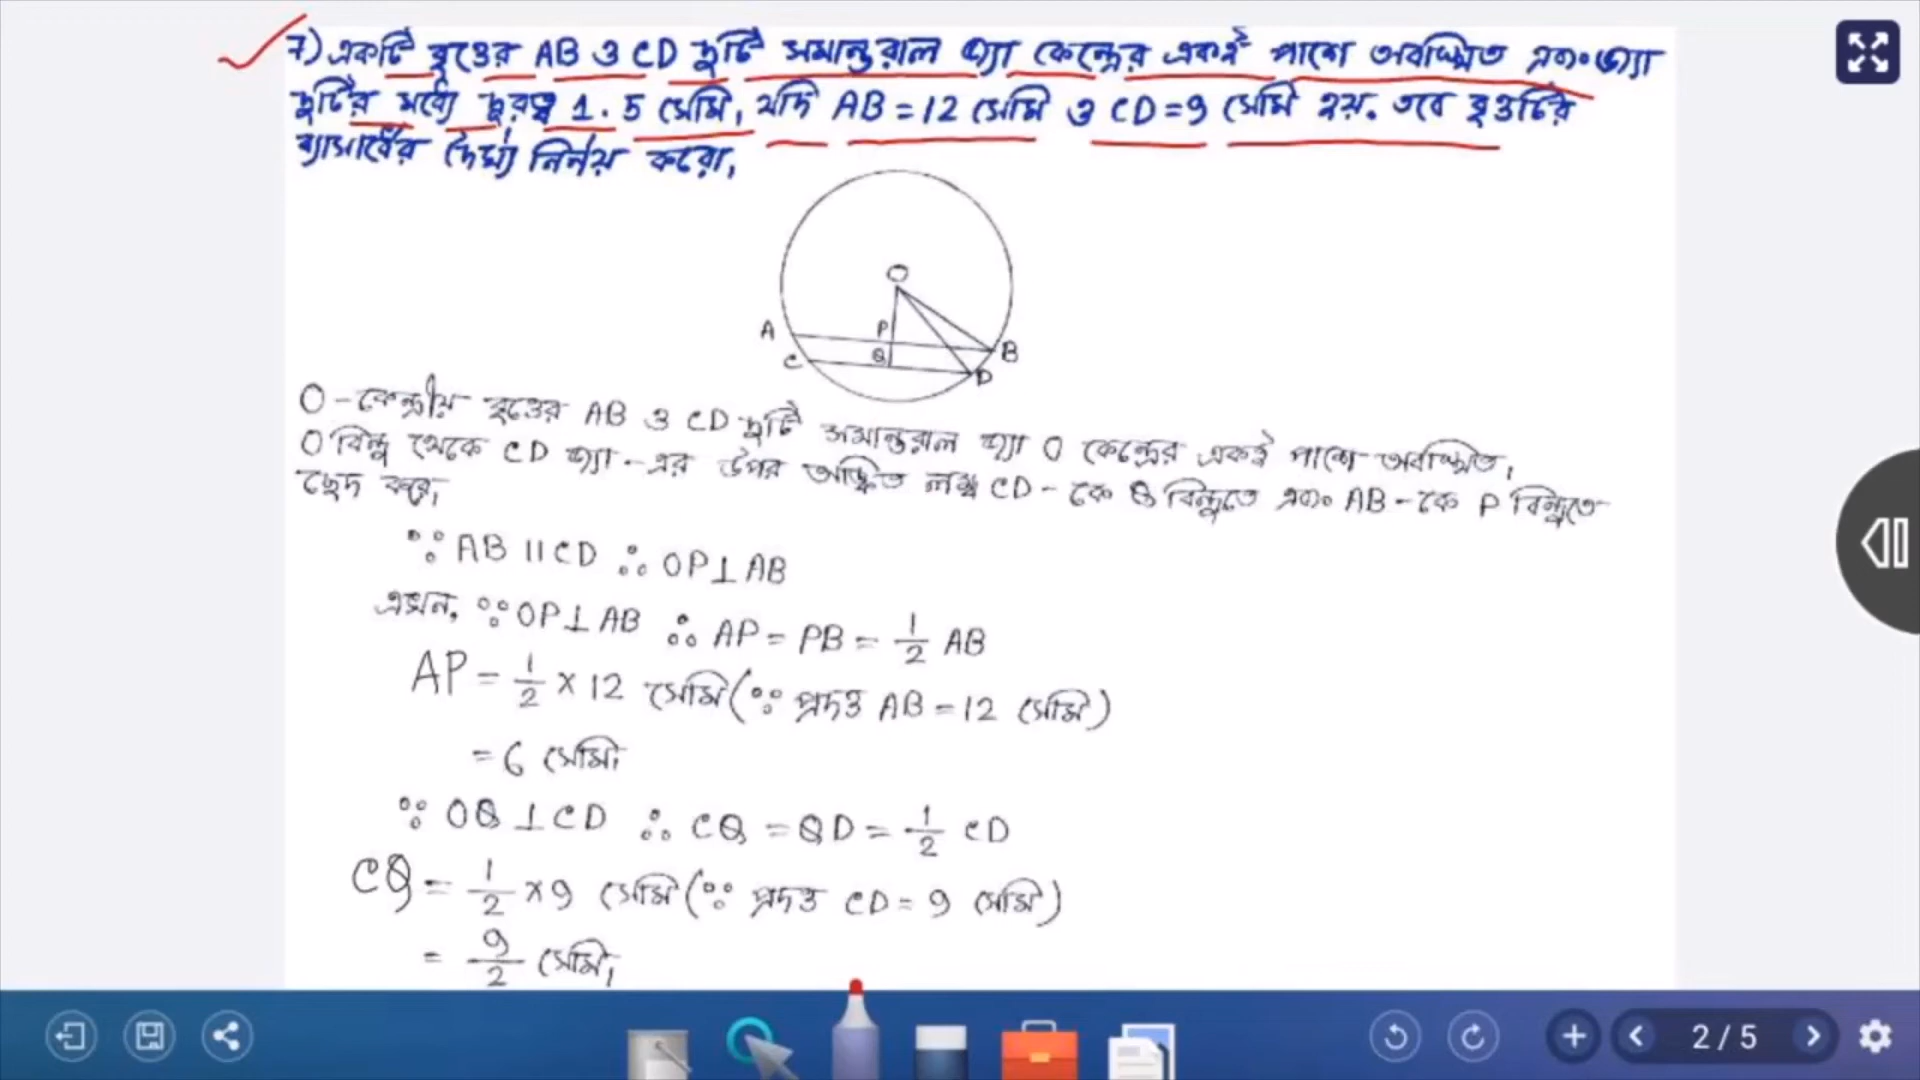 7) একটি বৃত্তের AB ও CD দুটি সমান্তরাল জ্যা কেন্দ্রের একই পাশে অবস্থিত এবং জ্যা
দুটির মধ্যে দূরত্ব 1.5 সেমি, যদি AB = 12 সেমি ও CD = 9 সেমি হয়. তবে বৃত্তটির
ব্যাসার্ধের দৈর্ঘ্য নির্ণয় করো,
O
A
P
B
C
Q
D
O - কেন্দ্রীয় বৃত্তের AB ও CD দুটি সমান্তরাল জ্যা O কেন্দ্রের একই পাশে অবস্থিত,
O বিন্দু থেকে CD জ্যা - এর উপর অঙ্কিত লম্ব CD - কে Q বিন্দুতে এবং AB - কে P বিন্দুতে
ছেদ করে,
∵ AB || CD ∴ OP ⊥ AB
এখন, ∵ OP ⊥ AB ∴ AP = PB = 1/2 AB
AP = 1/2 × 12 সেমি (∵ প্রদত্ত AB = 12 সেমি)
= 6 সেমি,
∵ OQ ⊥ CD ∴ CQ = QD = 1/2 CD
CQ = 1/2 × 9 সেমি (∵ প্রদত্ত CD = 9 সেমি)
= 9/2 সেমি,
2 / 5